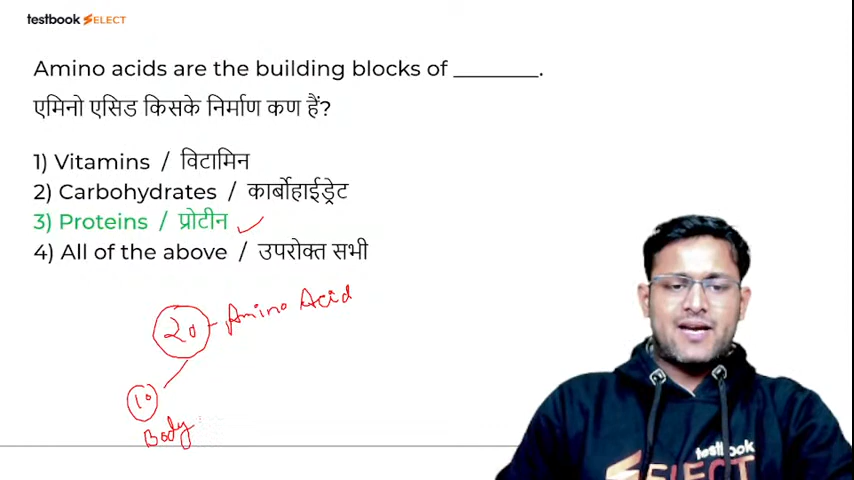 testbook SELECT
Amino acids are the building blocks of ________.
एमिनो एसिड किसके निर्माण कण हैं?
1) Vitamins / विटामिन
2) Carbohydrates / कार्बोहाईड्रेट
3) Proteins / प्रोटीन
4) All of the above / उपरोक्त सभी
20 - Amino Acid
10
Body
testbook
SELECT